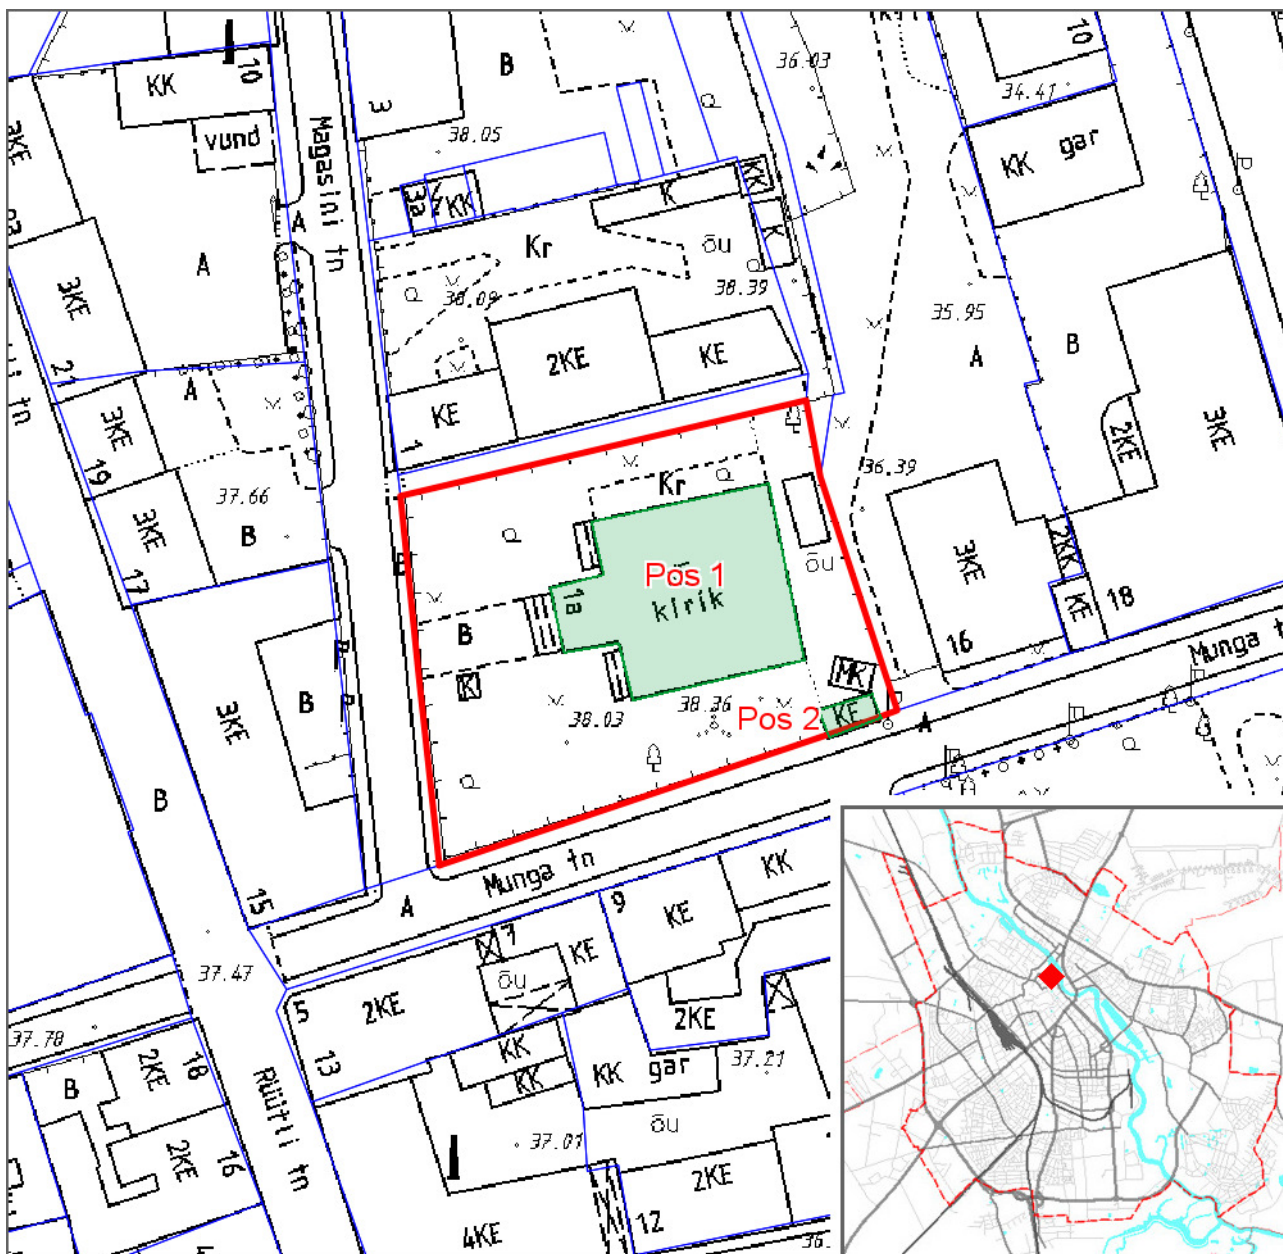 10
KK
vund
3
B
38.05
36.03
34.41
10
KK gar
3KE
Magasini tn
A
A
3a
KK
K
KK
K
Kr
õu
38.09
38.39
35.95
A
B
3KE
21
A
2KE
KE
KE
1
3KE
19
37.66
B
3KE
17
36.39
2KE
3KE
Kr
õu
B
Pos 1
kirik
1a
B
K
3KE
2KK
KE
18
16
Munga tn
MK
38.03
38.36
Pos 2
KE
A
3KE
B
P
P
B
15
A
Munga tn
9
KE
KK
7
KE
õu
37.47
5
2KE
13
2KE
37.21
KK
KK
KK gar
õu
37.78
B
2KE
18
2KE
16
Rüütli tn
37.01
4KE
2KE
12
36.